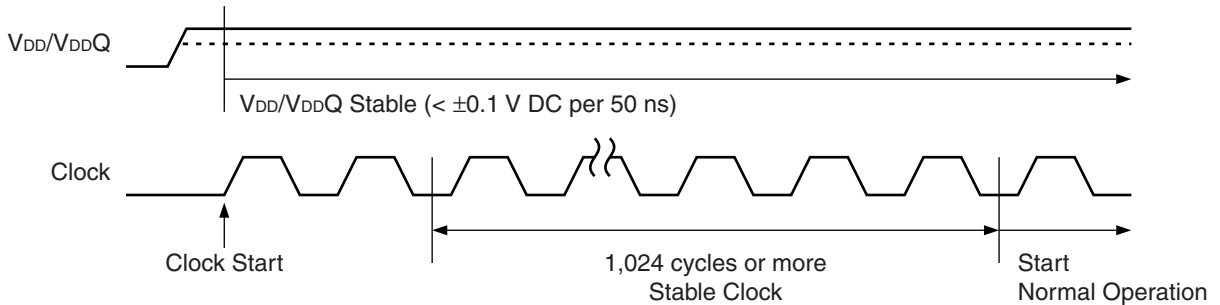 VDD/VDDQ
VDD/VDDQ Stable (< ±0.1 V DC per 50 ns)
Clock
Clock Start
1,024 cycles or more
Stable Clock
Start
Normal Operation